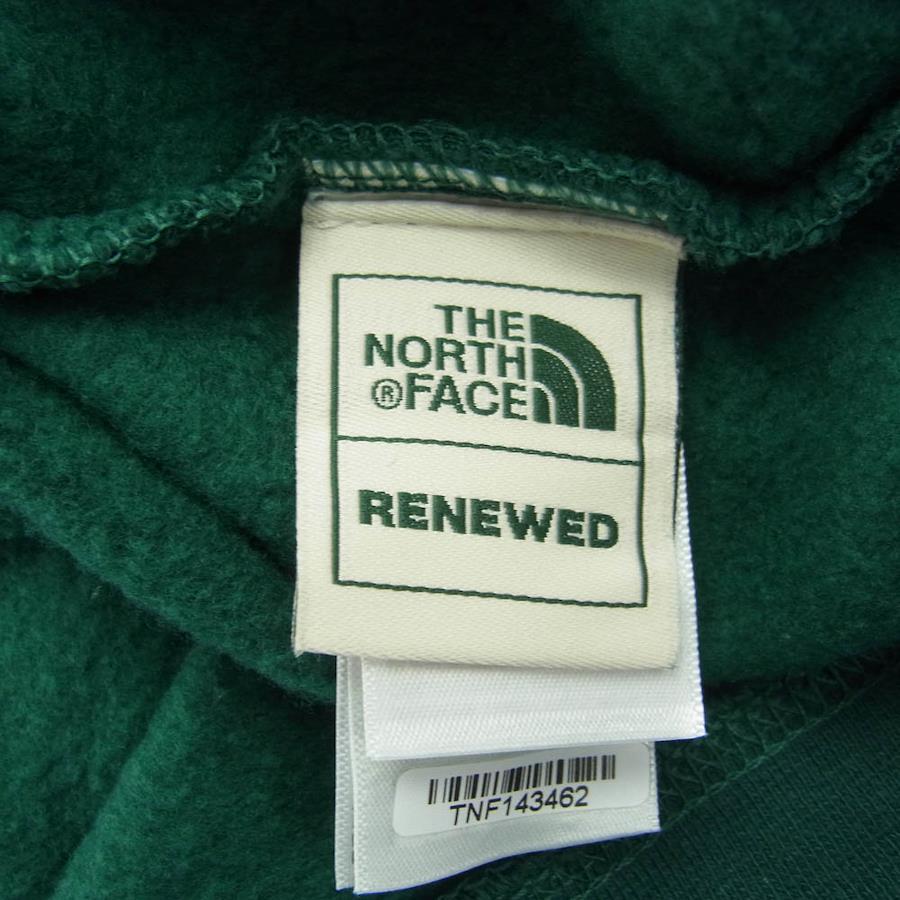 THE
NORTH
®FACE
RENEWED
TNF143462